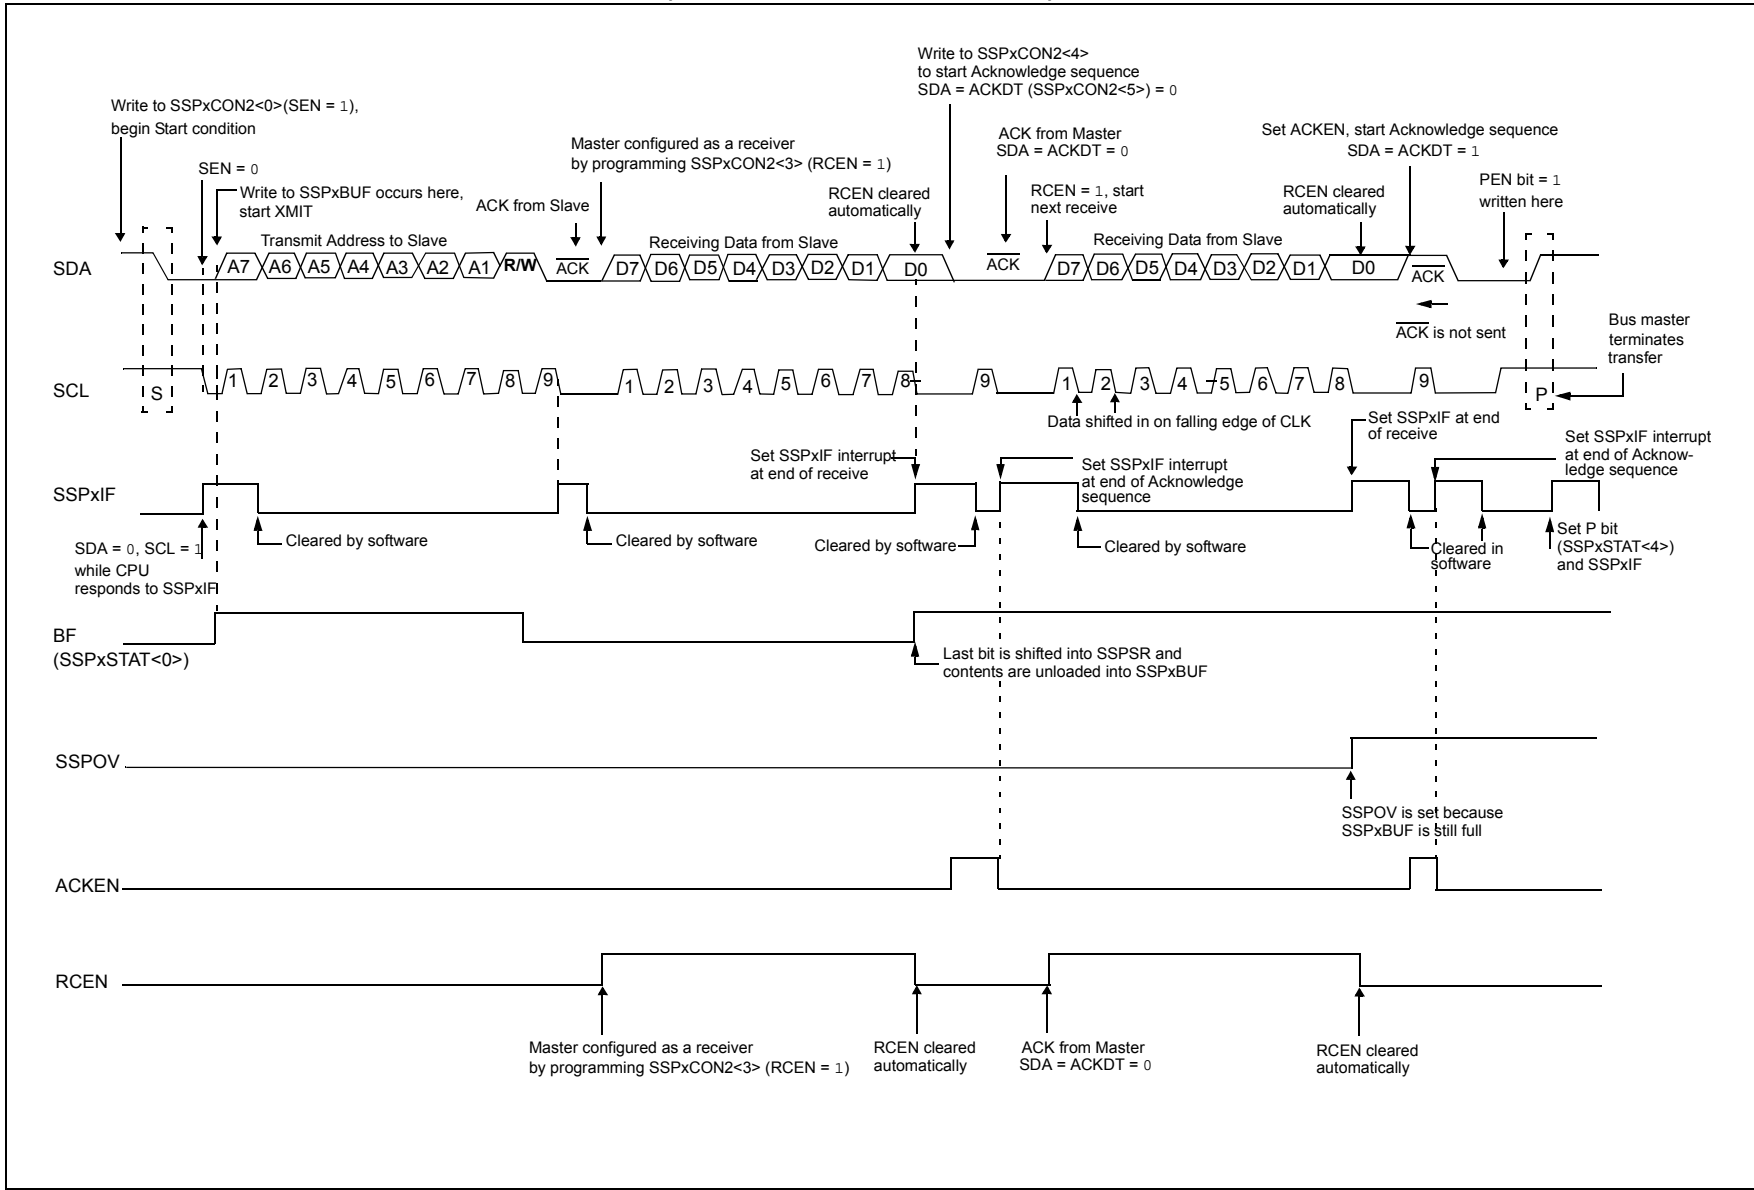 Write to SSPxCON2<4>
to start Acknowledge sequence
SDA = ACKDT (SSPxCON2<5>) = 0
Write to SSPxCON2<0>(SEN = 1),
begin Start condition
ACK from Master
SDA = ACKDT = 0
Set ACKEN, start Acknowledge sequence
SDA = ACKDT = 1
Master configured as a receiver
by programming SSPxCON2<3> (RCEN = 1)
SEN = 0
Write to SSPxBUF occurs here,
start XMIT
ACK from Slave
RCEN cleared
automatically
RCEN = 1, start
next receive
RCEN cleared
automatically
PEN bit = 1
written here
Transmit Address to Slave
Receiving Data from Slave
Receiving Data from Slave
SDA
A7 A6 A5 A4 A3 A2 A1 R/W ACK D7 D6 D5 D4 D3 D2 D1 D0 ACK D7 D6 D5 D4 D3 D2 D1 D0 ACK
ACK is not sent
Bus master
terminates
transfer
SCL
S 1 2 3 4 5 6 7 8 9 1 2 3 4 5 6 7 8 9 1 2 3 4 5 6 7 8 9 P
Data shifted in on falling edge of CLK
Set SSPxIF at end
of receive
Set SSPxIF interrupt
at end of receive
Set SSPxIF interrupt
at end of Acknowledge
sequence
Set SSPxIF interrupt
at end of Acknow-
ledge sequence
SSPxIF
SDA = 0, SCL = 1
while CPU
responds to SSPxIF
Cleared by software
Cleared by software
Cleared by software
Cleared by software
Cleared in
software
Set P bit
(SSPxSTAT<4>)
and SSPxIF
BF
(SSPxSTAT<0>)
Last bit is shifted into SSPSR and
contents are unloaded into SSPxBUF
SSPOV
SSPOV is set because
SSPxBUF is still full
ACKEN
RCEN
Master configured as a receiver
by programming SSPxCON2<3> (RCEN = 1)
RCEN cleared
automatically
ACK from Master
SDA = ACKDT = 0
RCEN cleared
automatically